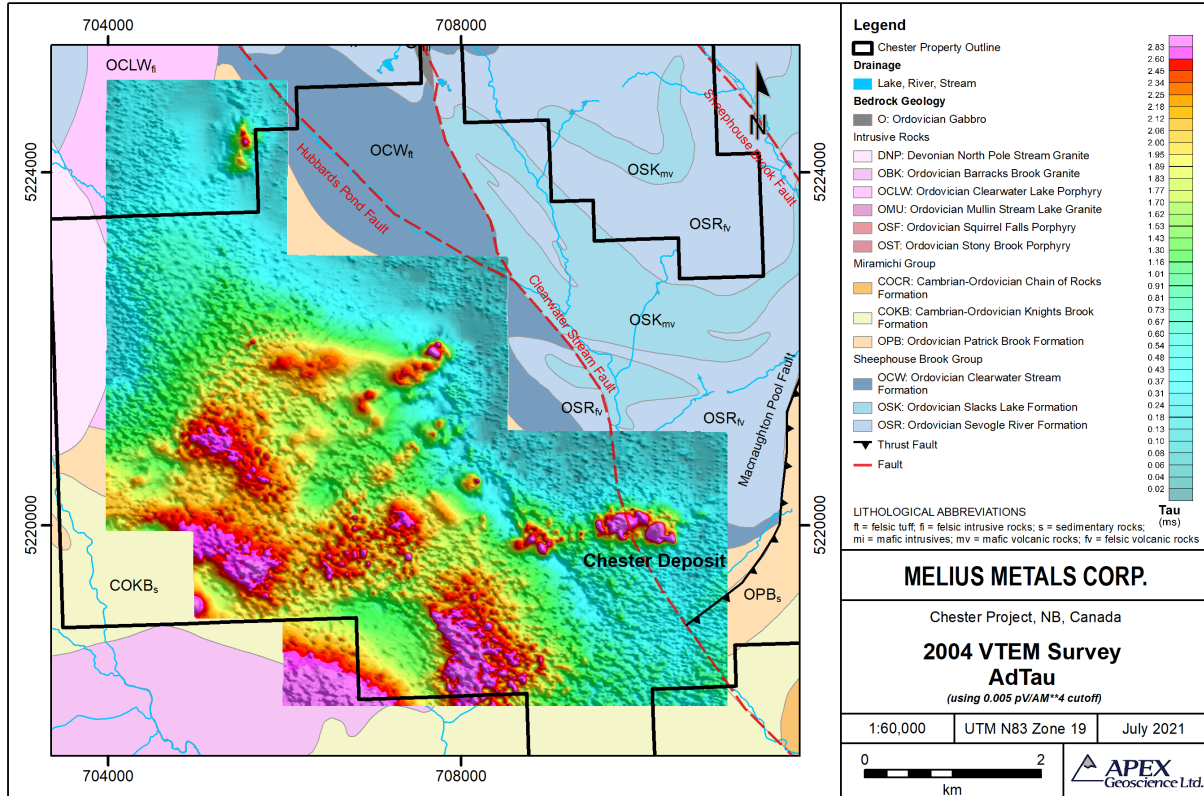 704000
708000
5224000
5220000
5224000
5220000
704000
708000
OCLWfi
OCWft
Hubbards Pond Fault
Sheephouse Brook Fault
N
OSKmv
OSRfv
Clearwater Stream Fault
OSKmv
OSRfv
OSRfv
Macnaughton Pool Fault
Chester Deposit
COKBs
OPBs
Legend
Chester Property Outline
Drainage
Lake, River, Stream
Bedrock Geology
O: Ordovician Gabbro
Intrusive Rocks
DNP: Devonian North Pole Stream Granite
OBK: Ordovician Barracks Brook Granite
OCLW: Ordovician Clearwater Lake Porphyry
OMU: Ordovician Mullin Stream Lake Granite
OSF: Ordovician Squirrel Falls Porphyry
OST: Ordovician Stony Brook Porphyry
Miramichi Group
COCR: Cambrian-Ordovician Chain of Rocks
Formation
COKB: Cambrian-Ordovician Knights Brook
Formation
OPB: Ordovician Patrick Brook Formation
Sheephouse Brook Group
OCW: Ordovician Clearwater Stream
Formation
OSK: Ordovician Slacks Lake Formation
OSR: Ordovician Sevogle River Formation
Thrust Fault
Fault
2.83
2.60
2.46
2.34
2.25
2.18
2.12
2.06
2.00
1.95
1.89
1.83
1.77
1.70
1.62
1.53
1.43
1.30
1.16
1.01
0.91
0.81
0.73
0.67
0.60
0.54
0.48
0.43
0.37
0.31
0.24
0.18
0.13
0.10
0.08
0.06
0.04
0.02
Tau
(ms)
LITHOLOGICAL ABBREVIATIONS
ft = felsic tuff; fi = felsic intrusive rocks; s = sedimentary rocks;
mi = mafic intrusives; mv = mafic volcanic rocks; fv = felsic volcanic rocks
MELIUS METALS CORP.
Chester Project, NB, Canada
2004 VTEM Survey
AdTau
(using 0.005 pV/AM**4 cutoff)
1:60,000
UTM N83 Zone 19
July 2021
0
2
km
APEX
Geoscience Ltd.